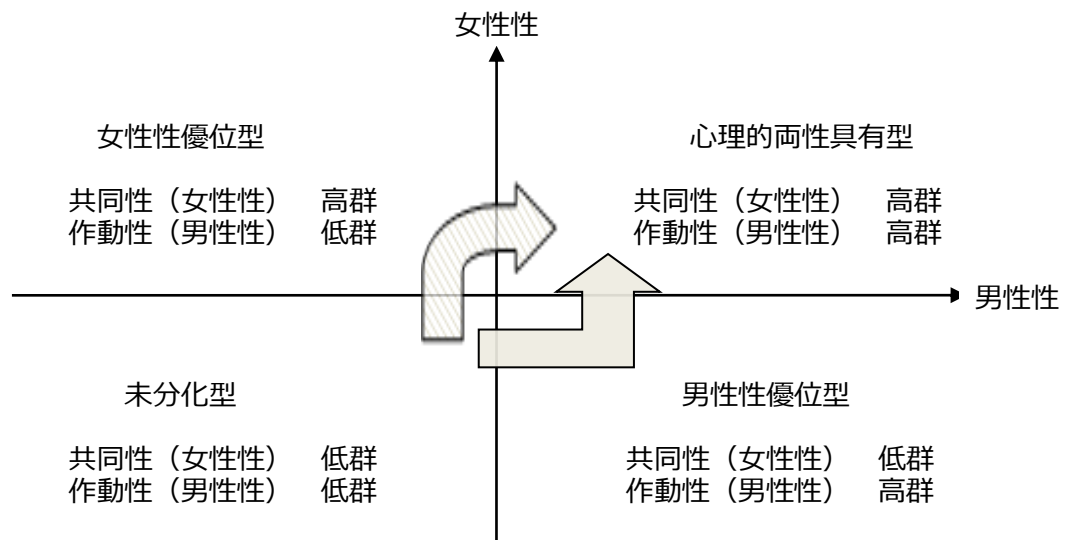 女性性
女性性優位型
共同性（女性性）　高群
作動性（男性性）　低群
心理的両性具有型
共同性（女性性）　高群
作動性（男性性）　高群
男性性
未分化型
共同性（女性性）　低群
作動性（男性性）　低群
男性性優位型
共同性（女性性）　低群
作動性（男性性）　高群